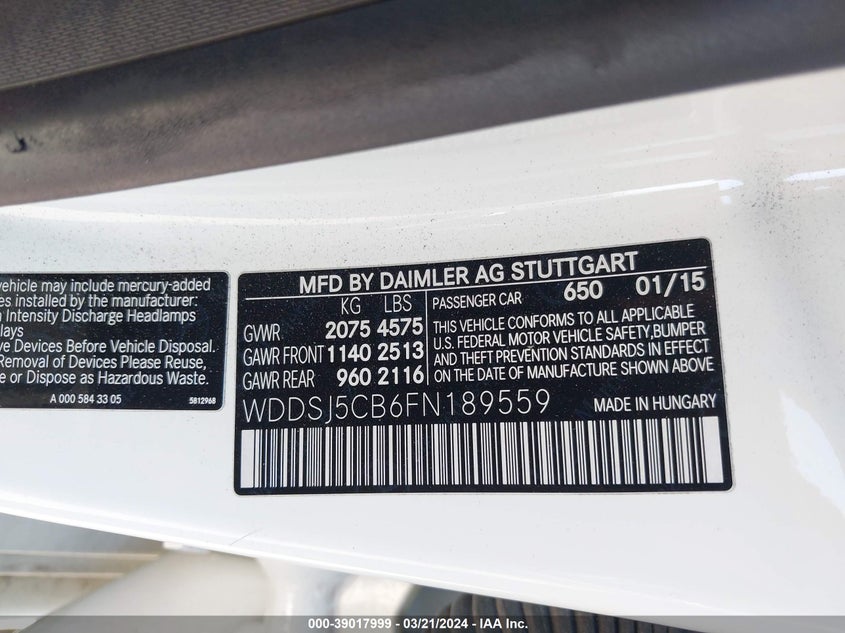 vehicle may include mercury-added
es installed by the manufacturer:
Intensity Discharge Headlamps
lays
ve Devices Before Vehicle Disposal.
Removal of Devices Please Reuse,
e or Dispose as Hazardous Waste.
A 000 584 33 05 5812968
MFD BY DAIMLER AG STUTTGART
KG LBS
GVWR 2075 4575
GAWR FRONT 1140 2513
GAWR REAR 960 2116
PASSENGER CAR 650 01/15
THIS VEHICLE CONFORMS TO ALL APPLICABLE
U.S. FEDERAL MOTOR VEHICLE SAFETY, BUMPER
AND THEFT PREVENTION STANDARDS IN EFFECT
ON THE DATE OF MANUFACTURE SHOWN ABOVE
WDDSJ5CB6FN189559 MADE IN HUNGARY
000-39017999 - 03/21/2024 - IAA Inc.